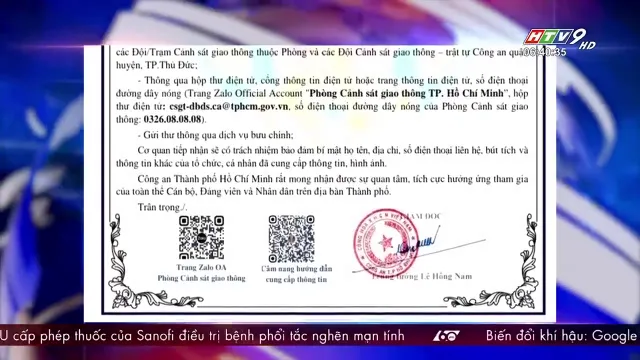 HTV9 HD
06:40:35
các Đội/Trạm Cảnh sát giao thông thuộc Phòng và các Đội Cảnh sát giao thông – trật tự Công an quận
huyện, TP.Thủ Đức;
- Thông qua hộp thư điện tử, cổng thông tin điện tử hoặc trang thông tin điện tử, số điện thoại
đường dây nóng (Trang Zalo Official Account "Phòng Cảnh sát giao thông TP. Hồ Chí Minh", hộp
thư điện tử: csgt-dbds.ca@tphcm.gov.vn, số điện thoại đường dây nóng của Phòng Cảnh sát giao
thông: 0326.08.08.08).
- Gửi thư thông qua dịch vụ bưu chính;
Cơ quan tiếp nhận sẽ có trách nhiệm bảo đảm bí mật họ tên, địa chỉ, số điện thoại liên hệ, bút tích và
thông tin khác của tổ chức, cá nhân đã cung cấp thông tin, hình ảnh.
Công an Thành phố Hồ Chí Minh rất mong nhận được sự quan tâm, tích cực hưởng ứng tham gia
của toàn thể Cán bộ, Đảng viên và Nhân dân trên địa bàn Thành phố.
Trân trọng./.
GIÁM ĐỐC
Trang Zalo OA
Phòng Cảnh sát giao thông
Cẩm nang hướng dẫn
cung cấp thông tin
Trung tướng Lê Hồng Nam
U cấp phép thuốc của Sanofi điều trị bệnh phổi tắc nghẽn mạn tính
60
Biến đổi khí hậu: Google